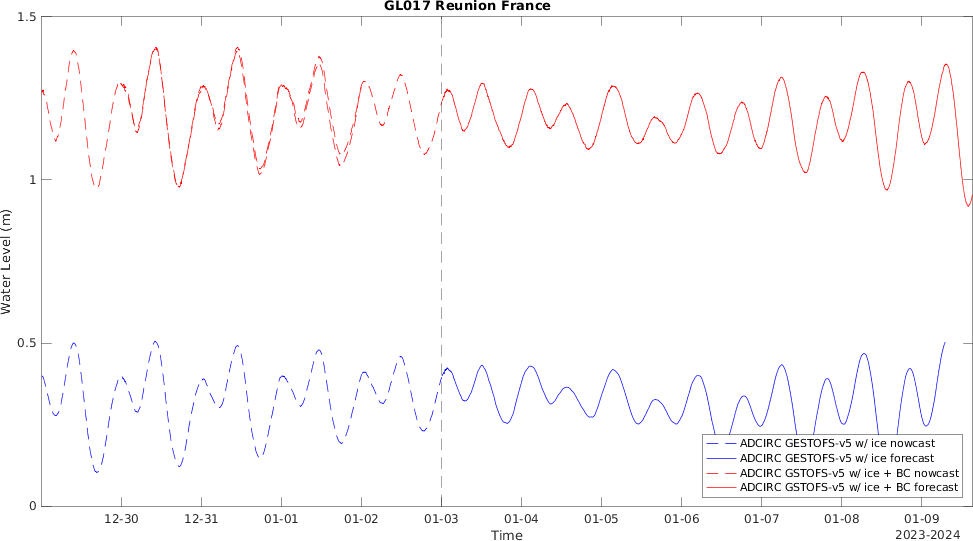 GL017 Reunion France
1.5
1
0.5
0
Water Level (m)
12-30 12-31 01-01 01-02 01-03 01-04 01-05 01-06 01-07 01-08 01-09
Time
2023-2024
ADCIRC GESTOFS-v5 w/ ice nowcast
ADCIRC GESTOFS-v5 w/ ice forecast
ADCIRC GSTOFS-v5 w/ ice + BC nowcast
ADCIRC GSTOFS-v5 w/ ice + BC forecast